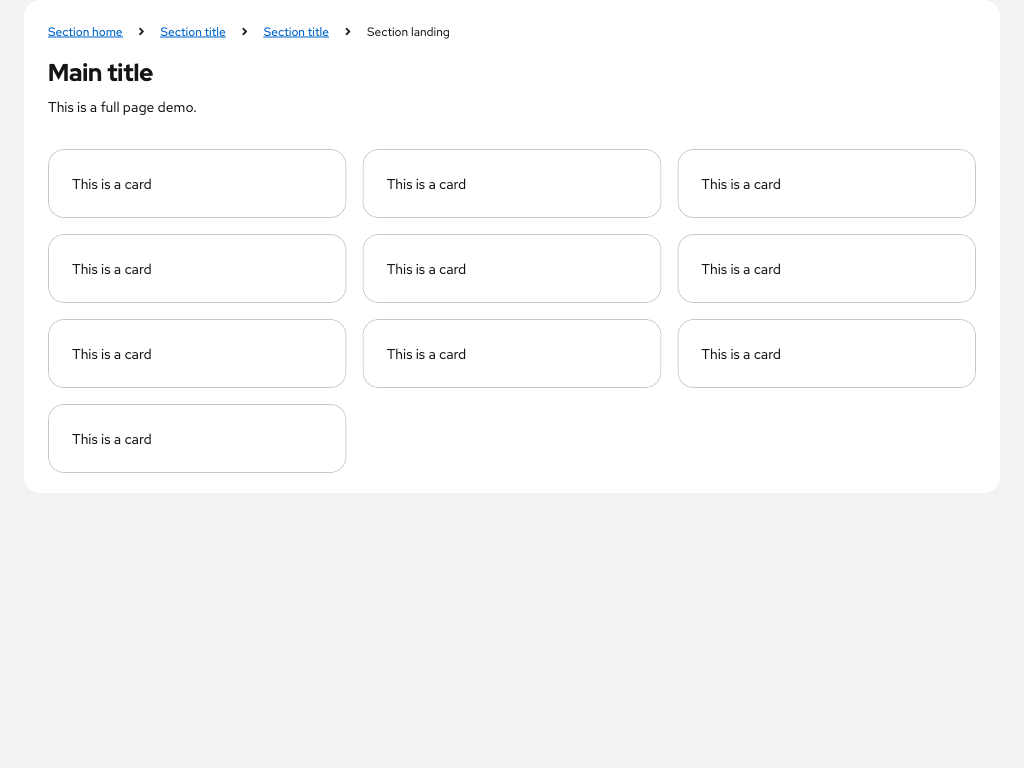 Section home Section title Section title Section landing
Main title
This is a full page demo.
This is a card This is a card This is a card
This is a card This is a card This is a card
This is a card This is a card This is a card
This is a card